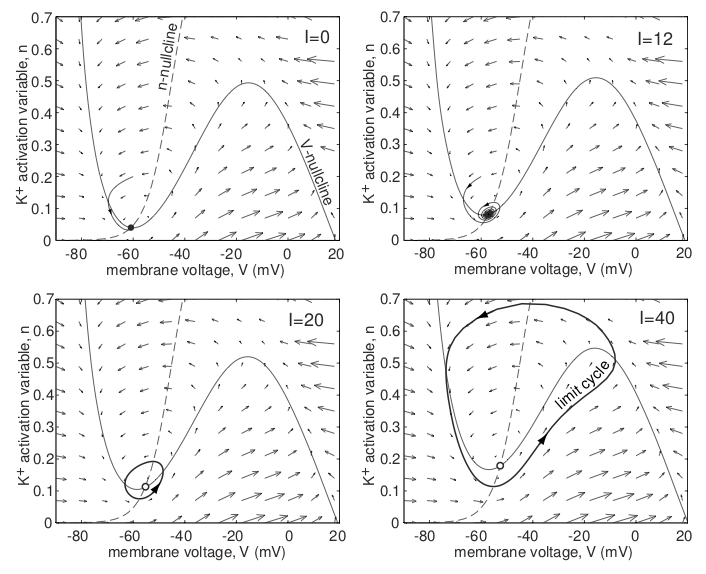 0.7
0.6
0.5
0.4
0.3
0.2
0.1
0
K+ activation variable, n
I=0
n-nullcline
V-nullcline
-80 -60 -40 -20 0 20
membrane voltage, V (mV)
0.7
0.6
0.5
0.4
0.3
0.2
0.1
0
K+ activation variable, n
I=12
-80 -60 -40 -20 0 20
membrane voltage, V (mV)
0.7
0.6
0.5
0.4
0.3
0.2
0.1
0
K+ activation variable, n
I=20
-80 -60 -40 -20 0 20
membrane voltage, V (mV)
0.7
0.6
0.5
0.4
0.3
0.2
0.1
0
K+ activation variable, n
I=40
limit cycle
-80 -60 -40 -20 0 20
membrane voltage, V (mV)